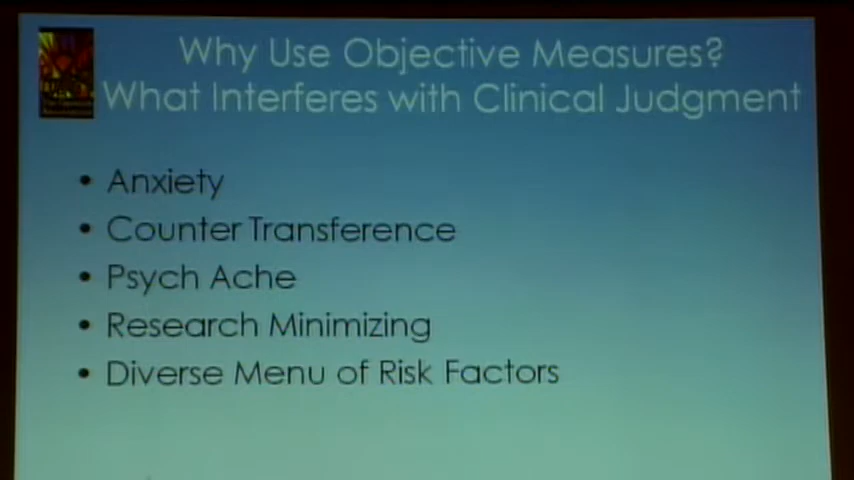 Why Use Objective Measures?
What Interferes with Clinical Judgment
• Anxiety
• Counter Transference
• Psych Ache
• Research Minimizing
• Diverse Menu of Risk Factors